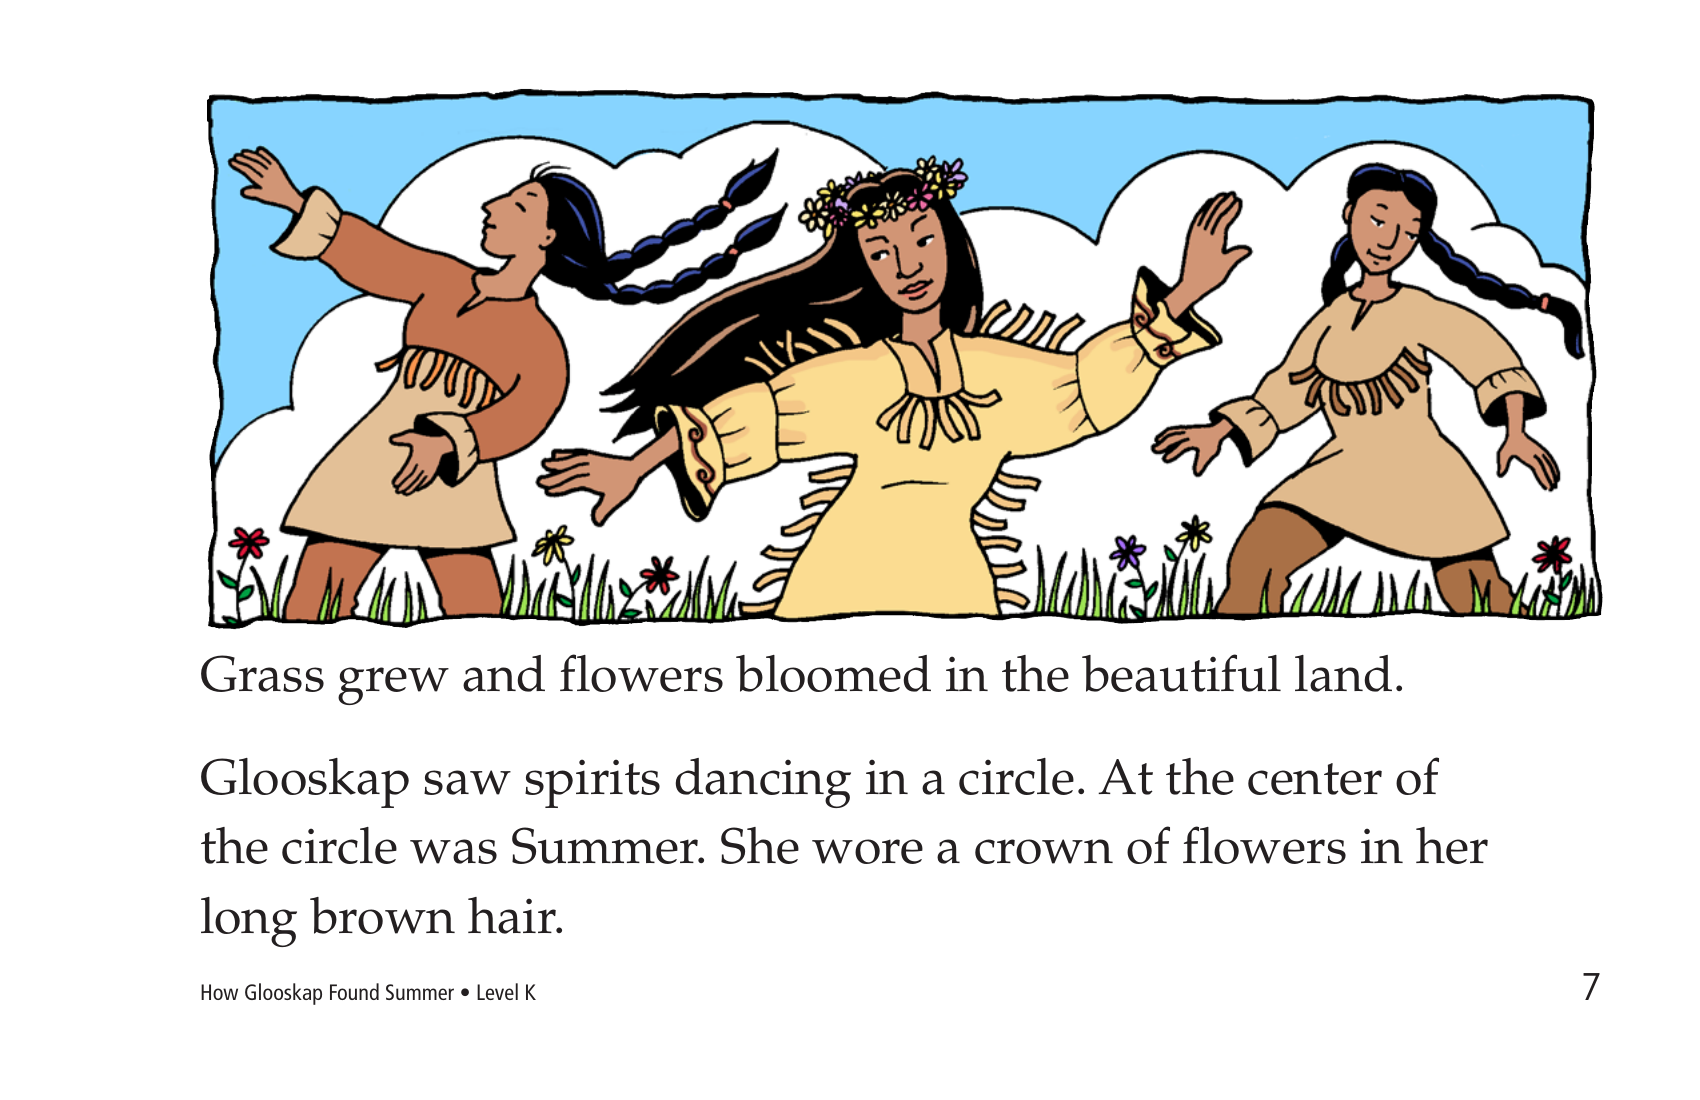 Grass grew and flowers bloomed in the beautiful land.
Glooskap saw spirits dancing in a circle. At the center of
the circle was Summer. She wore a crown of flowers in her
long brown hair.
How Glooskap Found Summer • Level K
7